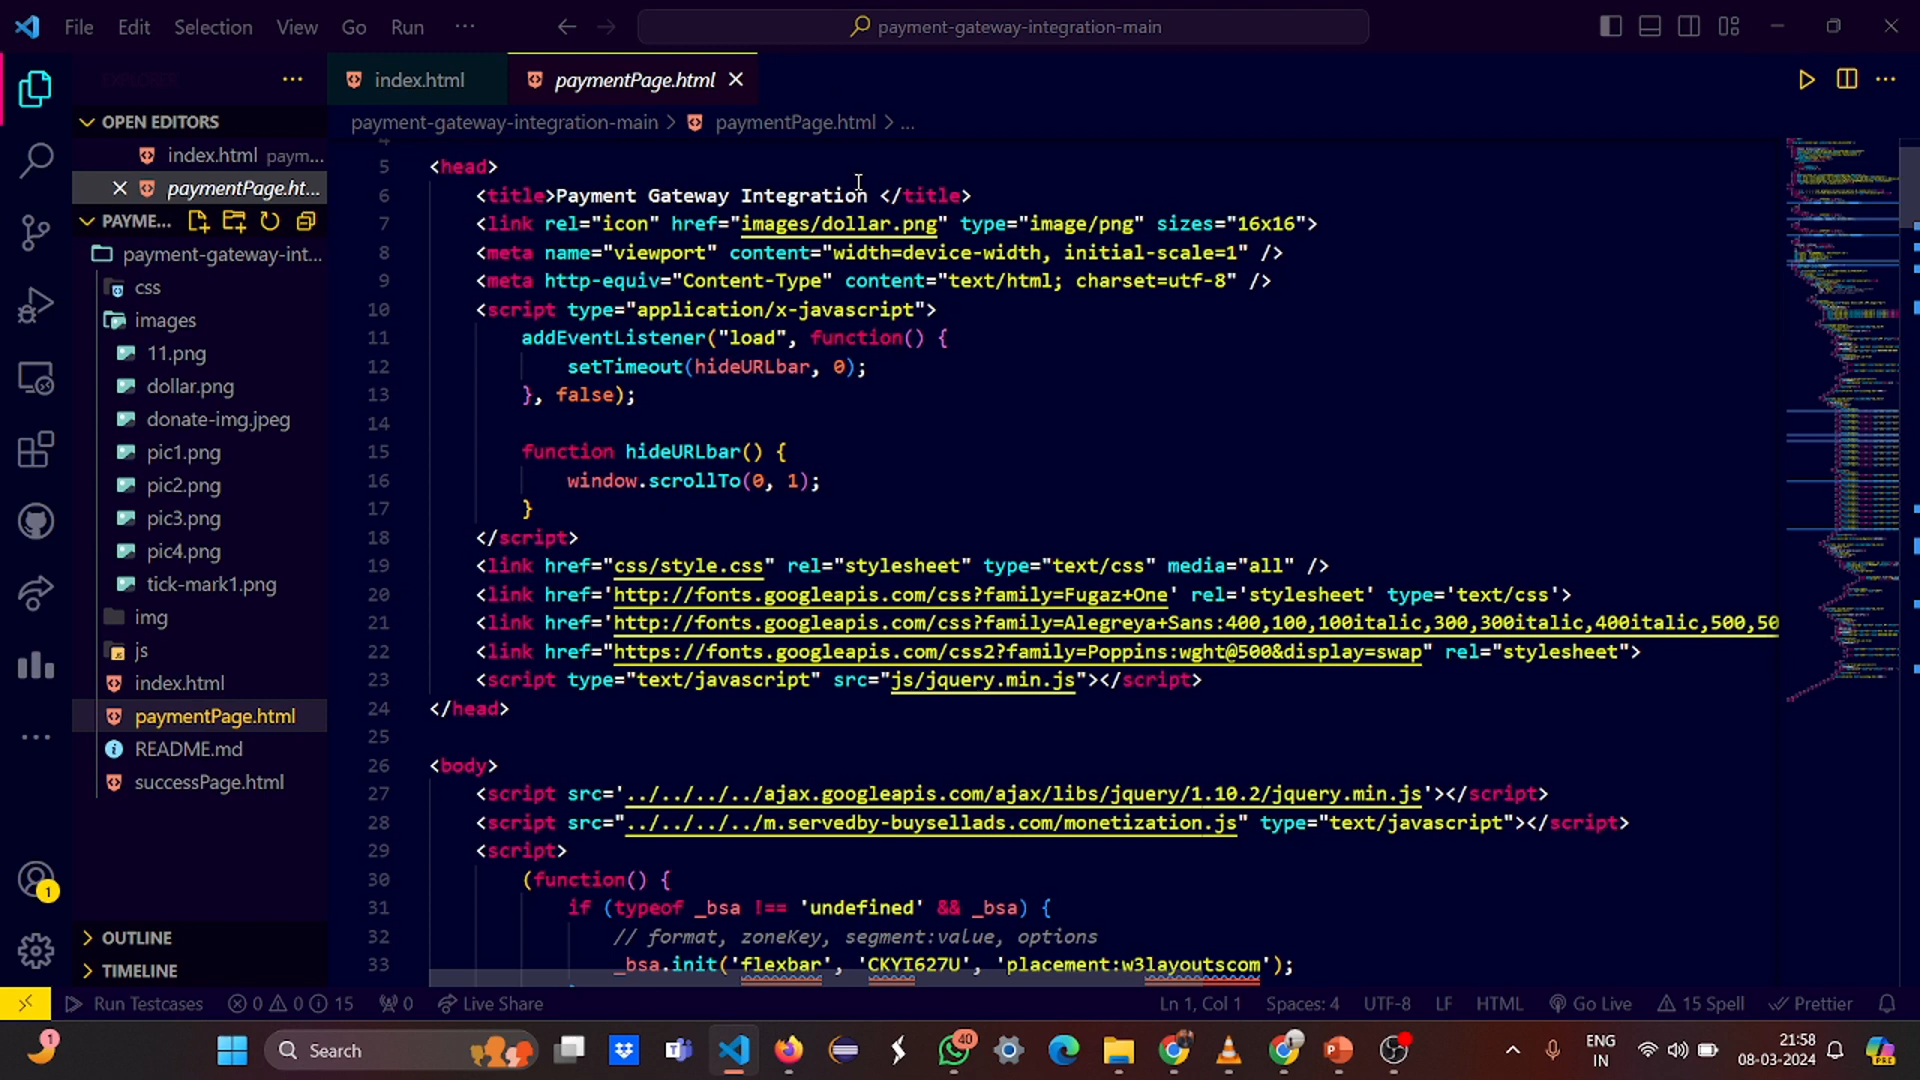 File Edit Selection View Go Run ...
payment-gateway-integration-main
EXPLORER
index.html
paymentPage.html
OPEN EDITORS
payment-gateway-integration-main > paymentPage.html > ...
index.html paym...
paymentPage.ht...
PAYME...
payment-gateway-int...
css
images
11.png
dollar.png
donate-img.jpeg
pic1.png
pic2.png
pic3.png
pic4.png
tick-mark1.png
img
js
index.html
paymentPage.html
README.md
successPage.html
OUTLINE
TIMELINE
1
4
5 <head>
6 <title>Payment Gateway Integration </title>
7 <link rel="icon" href="images/dollar.png" type="image/png" sizes="16x16">
8 <meta name="viewport" content="width=device-width, initial-scale=1" />
9 <meta http-equiv="Content-Type" content="text/html; charset=utf-8" />
10 <script type="application/x-javascript">
11 addEventListener("load", function() {
12 setTimeout(hideURLbar, 0);
13 }, false);
14
15 function hideURLbar() {
16 window.scrollTo(0, 1);
17 }
18 </script>
19 <link href="css/style.css" rel="stylesheet" type="text/css" media="all" />
20 <link href='http://fonts.googleapis.com/css?family=Fugaz+One' rel='stylesheet' type='text/css'>
21 <link href='http://fonts.googleapis.com/css?family=Alegreya+Sans:400,100,100italic,300,300italic,400italic,500,50
22 <link href="https://fonts.googleapis.com/css2?family=Poppins:wght@500&display=swap" rel="stylesheet">
23 <script type="text/javascript" src="js/jquery.min.js"></script>
24 </head>
25
26 <body>
27 <script src='../../../../ajax.googleapis.com/ajax/libs/jquery/1.10.2/jquery.min.js'></script>
28 <script src="../../../../m.servedby-buysellads.com/monetization.js" type="text/javascript"></script>
29 <script>
30 (function() {
31 if (typeof _bsa !== 'undefined' && _bsa) {
32 // format, zoneKey, segment:value, options
33 _bsa.init('flexbar', 'CKYI627U', 'placement:w3layoutscom');
Run Testcases 0 0 15 0 Live Share Ln 1, Col 1 Spaces: 4 UTF-8 LF HTML Go Live 15 Spell Prettier
1 Search 40 ENG IN 21:58 08-03-2024 PRE